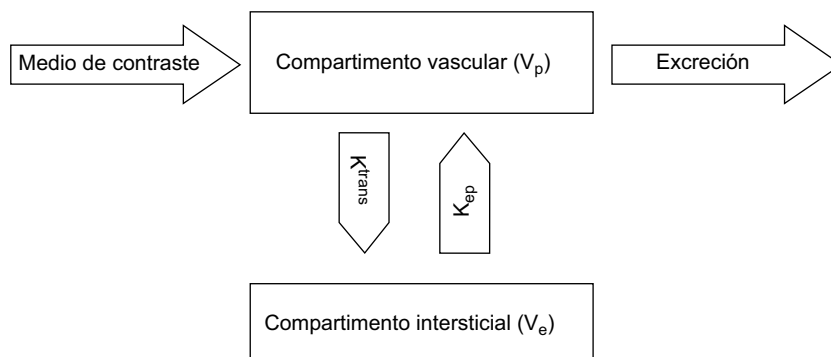 Medio de contraste
Compartimento vascular (Vₚ)
Excreción
Kᵗʳᵃⁿˢ
Kₑₚ
Compartimento intersticial (Vₑ)